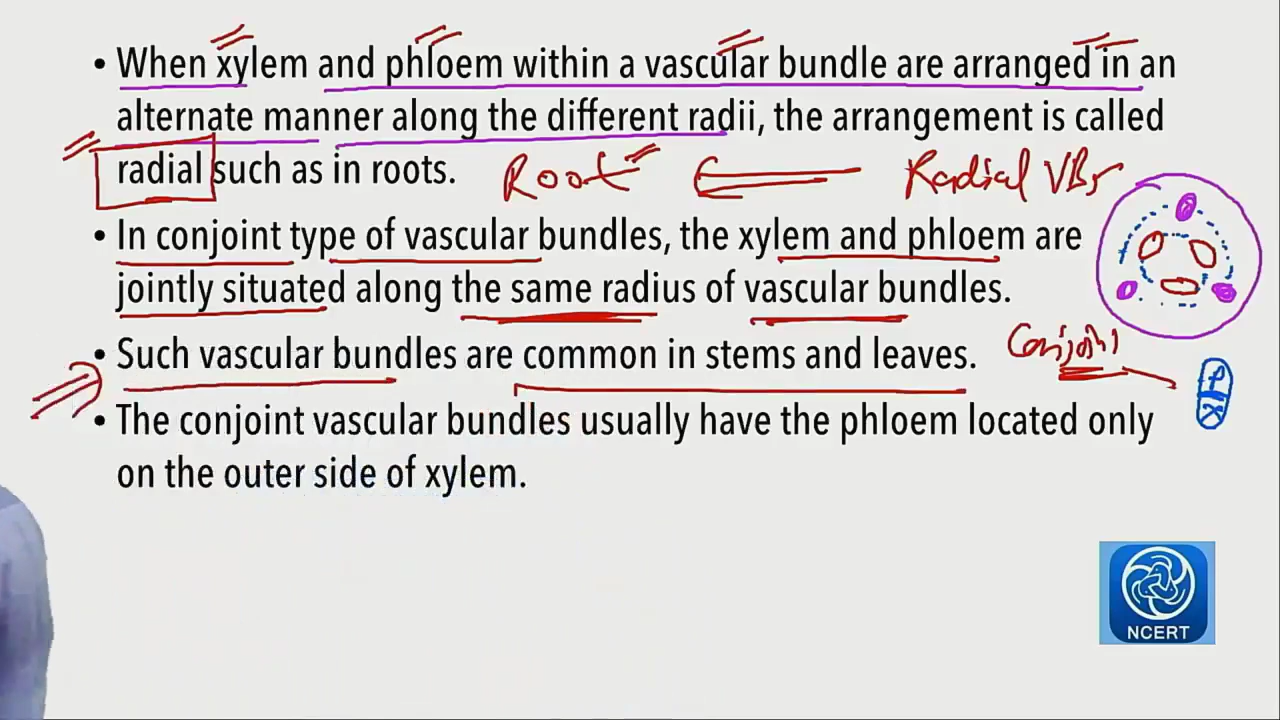 • When xylem and phloem within a vascular bundle are arranged in an
alternate manner along the different radii, the arrangement is called
radial such as in roots. Root Radial VBs
• In conjoint type of vascular bundles, the xylem and phloem are
jointly situated along the same radius of vascular bundles.
• Such vascular bundles are common in stems and leaves. Conjoint
P
X
• The conjoint vascular bundles usually have the phloem located only
on the outer side of xylem.
NCERT